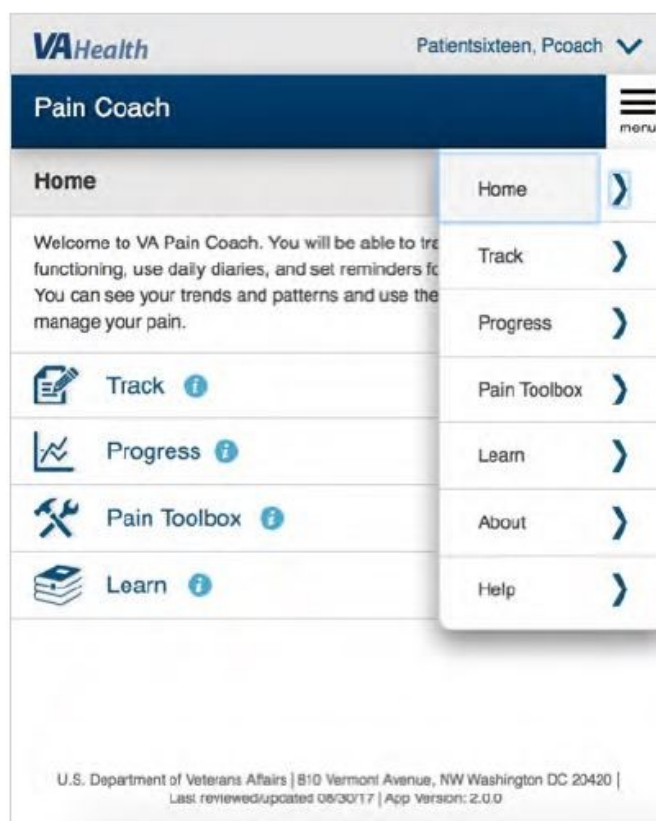 VAHealth
Patientsixteen, Pcoach
Pain Coach
menu
Home
Welcome to VA Pain Coach. You will be able to tra
functioning, use daily diaries, and set reminders fo
You can see your trends and patterns and use the
manage your pain.
Track i
Progress i
Pain Toolbox i
Learn i
Home
Track
Progress
Pain Toolbox
Learn
About
Help
U.S. Department of Veterans Affairs | 810 Vermont Avenue, NW Washington DC 20420 |
Last reviewed/updated 08/30/17 | App Version: 2.0.0